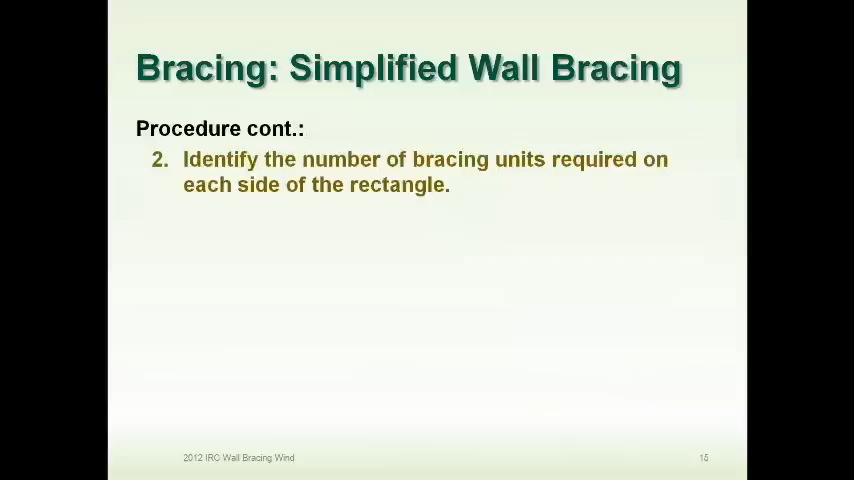 Bracing: Simplified Wall Bracing
Procedure cont.:
2. Identify the number of bracing units required on
each side of the rectangle.
2012 IRC Wall Bracing Wind
15